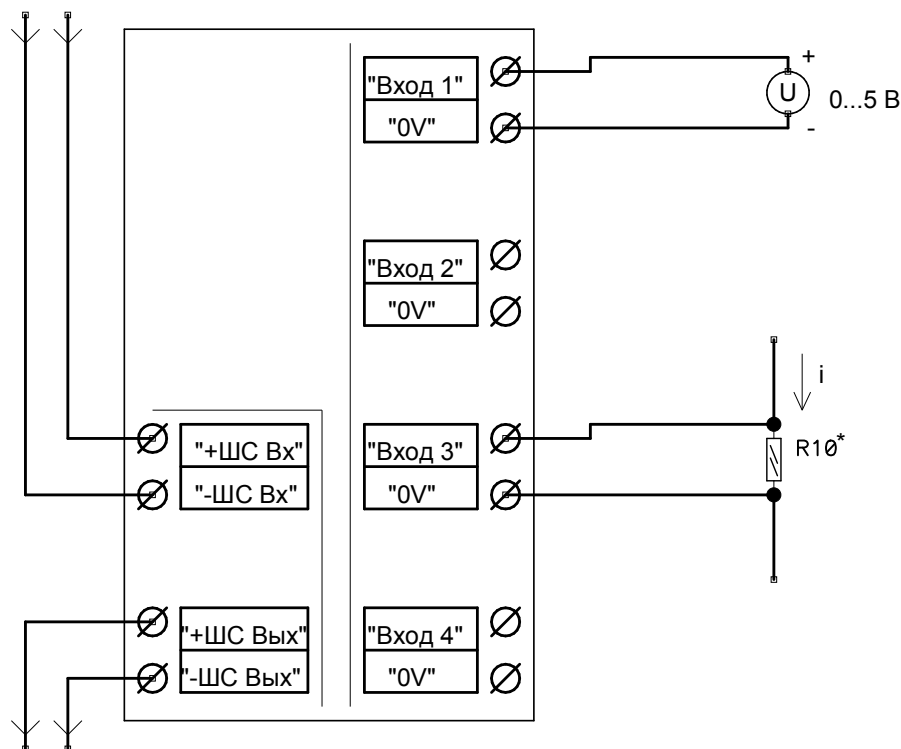 "Вход 1"
"0V"
+
U
0...5 В
-
"Вход 2"
"0V"
i
"+ШС Вх"
"-ШС Вх"
"Вход 3"
"0V"
R10*
"+ШС Вых"
"-ШС Вых"
"Вход 4"
"0V"